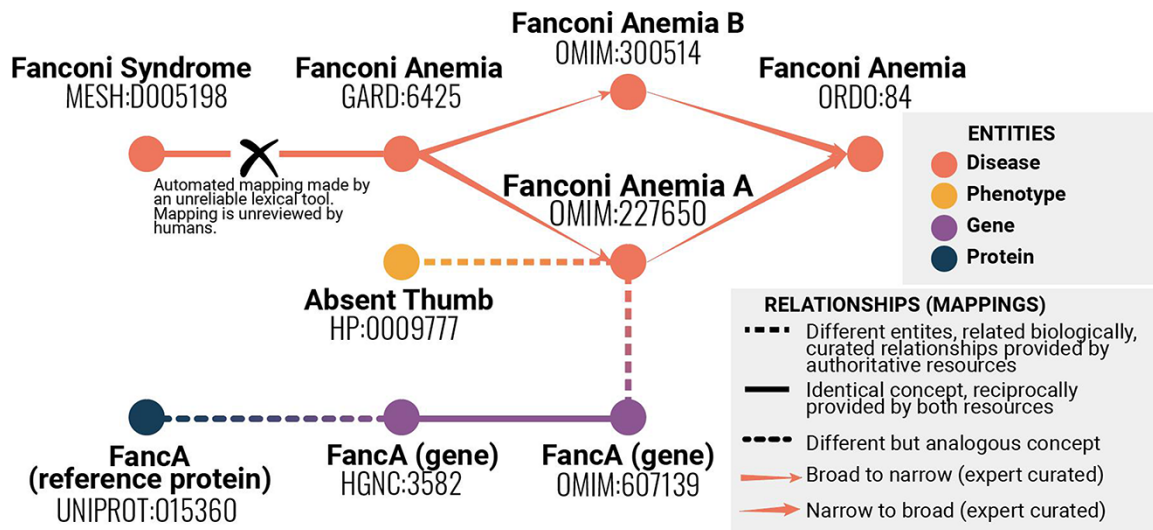 Fanconi Anemia B
OMIM:300514
Fanconi Syndrome
MESH:D005198
Fanconi Anemia
GARD:6425
Fanconi Anemia
ORDO:84
Automated mapping made by
an unreliable lexical tool.
Mapping is unreviewed by
humans.
Fanconi Anemia A
OMIM:227650
Absent Thumb
HP:0009777
FancA
(reference protein)
UNIPROT:O15360
FancA (gene)
HGNC:3582
FancA (gene)
OMIM:607139
ENTITIES
Disease
Phenotype
Gene
Protein
RELATIONSHIPS (MAPPINGS)
Different entites, related biologically,
curated relationships provided by
authoritative resources
Identical concept, reciprocally
provided by both resources
Different but analogous concept
Broad to narrow (expert curated)
Narrow to broad (expert curated)